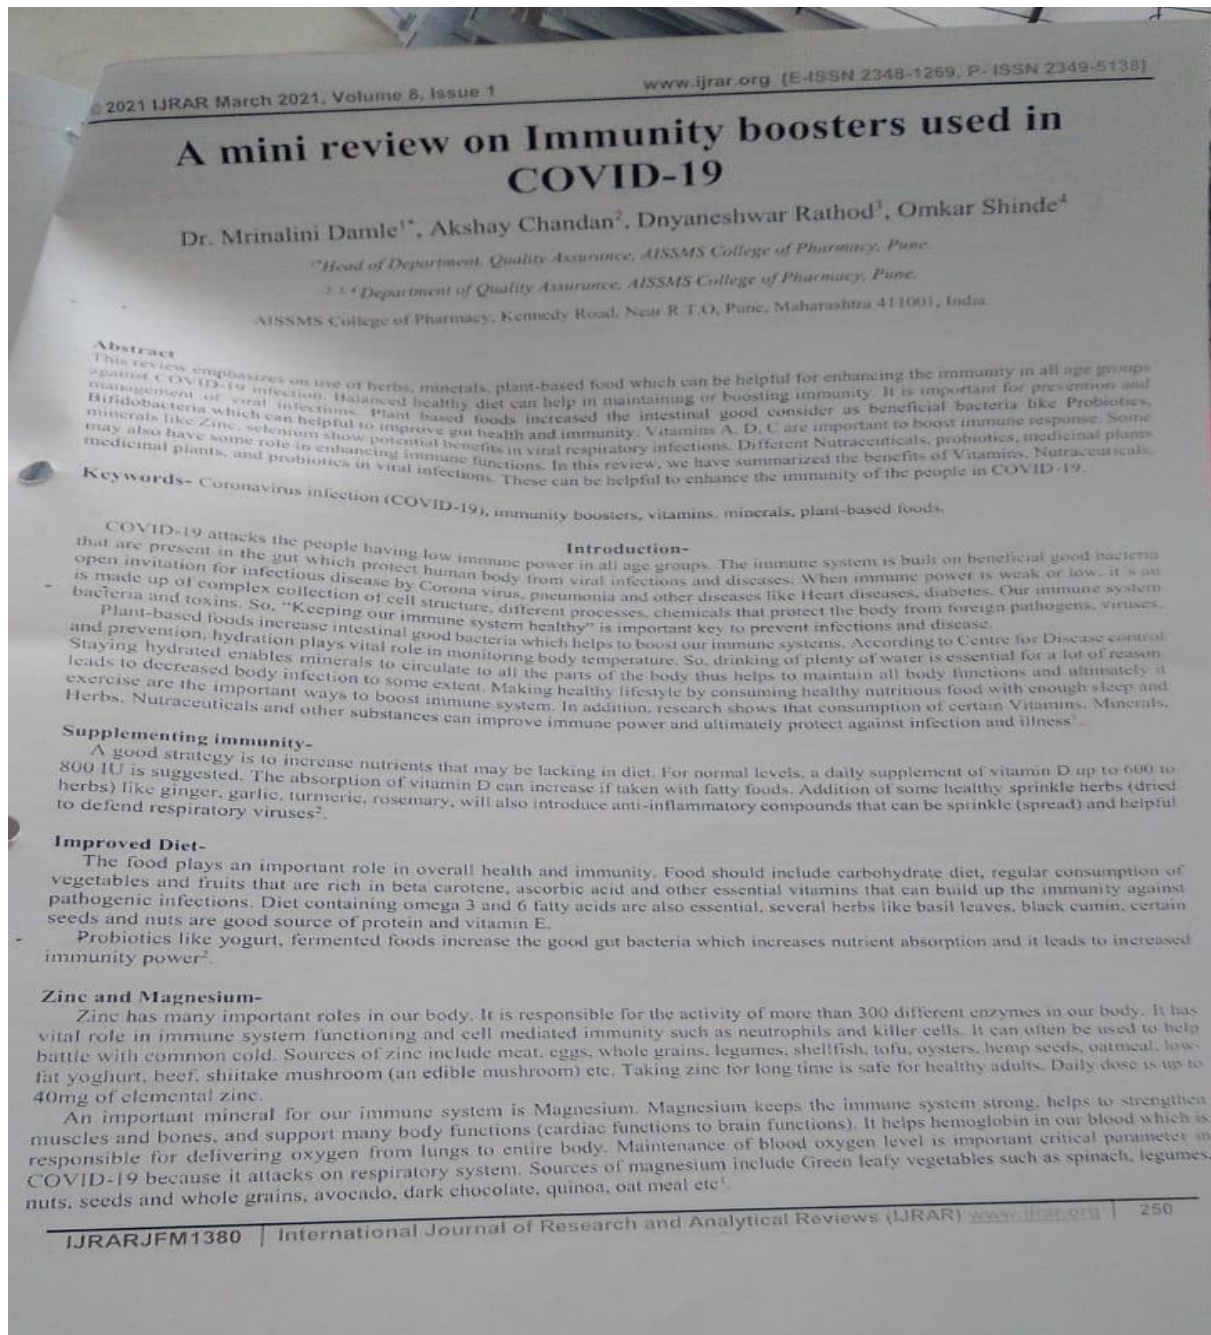 © 2021 IJRAR March 2021, Volume 8, Issue 1 www.ijrar.org (E-ISSN 2348-1269, P- ISSN 2349-5138)
A mini review on Immunity boosters used in
COVID-19
Dr. Mrinalini Damle¹*, Akshay Chandan², Dnyaneshwar Rathod³, Omkar Shinde⁴
¹*Head of Department, Quality Assurance, AISSMS College of Pharmacy, Pune.
²,³,⁴ Department of Quality Assurance, AISSMS College of Pharmacy, Pune.
AISSMS College of Pharmacy, Kennedy Road, Near R.T.O, Pune, Maharashtra 411001, India.
Abstract
This review emphasizes on use of herbs, minerals, plant-based food which can be helpful for enhancing the immunity in all age groups
against COVID-19 infection. Balanced healthy diet can help in maintaining or boosting immunity. It is important for prevention and
management of viral infections. Plant based foods increased the intestinal good consider as beneficial bacteria like Probiotics,
Bifidobacteria which can helpful to improve gut health and immunity. Vitamins A, D, C are important to boost immune response. Some
minerals like Zinc, selenium show potential benefits in viral respiratory infections. Different Nutraceuticals, probiotics, medicinal plants
may also have some role in enhancing immune functions. In this review, we have summarized the benefits of Vitamins, Nutraceuticals,
medicinal plants, and probiotics in viral infections. These can be helpful to enhance the immunity of the people in COVID-19.
Keywords- Coronavirus infection (COVID-19), immunity boosters, vitamins, minerals, plant-based foods.
Introduction-
COVID-19 attacks the people having low immune power in all age groups. The immune system is built on beneficial good bacteria
that are present in the gut which protect human body from viral infections and diseases. When immune power is weak or low, it's an
open invitation for infectious disease by Corona virus, pneumonia and other diseases like Heart diseases, diabetes. Our immune system
is made up of complex collection of cell structure, different processes, chemicals that protect the body from foreign pathogens, viruses,
bacteria and toxins. So, "Keeping our immune system healthy" is important key to prevent infections and disease.
Plant-based foods increase intestinal good bacteria which helps to boost our immune systems. According to Centre for Disease control
and prevention, hydration plays vital role in monitoring body temperature. So, drinking of plenty of water is essential for a lot of reason.
Staying hydrated enables minerals to circulate to all the parts of the body thus helps to maintain all body functions and ultimately it
leads to decreased body infection to some extent. Making healthy lifestyle by consuming healthy nutritious food with enough sleep and
exercise are the important ways to boost immune system. In addition, research shows that consumption of certain Vitamins, Minerals,
Herbs, Nutraceuticals and other substances can improve immune power and ultimately protect against infection and illness¹.
Supplementing immunity-
A good strategy is to increase nutrients that may be lacking in diet. For normal levels, a daily supplement of vitamin D up to 600 to
800 IU is suggested. The absorption of vitamin D can increase if taken with fatty foods. Addition of some healthy sprinkle herbs (dried
herbs) like ginger, garlic, turmeric, rosemary, will also introduce anti-inflammatory compounds that can be sprinkle (spread) and helpful
to defend respiratory viruses².
Improved Diet-
The food plays an important role in overall health and immunity. Food should include carbohydrate diet, regular consumption of
vegetables and fruits that are rich in beta carotene, ascorbic acid and other essential vitamins that can build up the immunity against
pathogenic infections. Diet containing omega 3 and 6 fatty acids are also essential, several herbs like basil leaves, black cumin, certain
seeds and nuts are good source of protein and vitamin E.
Probiotics like yogurt, fermented foods increase the good gut bacteria which increases nutrient absorption and it leads to increased
immunity power².
Zinc and Magnesium-
Zinc has many important roles in our body. It is responsible for the activity of more than 300 different enzymes in our body. It has
vital role in immune system functioning and cell mediated immunity such as neutrophils and killer cells. It can often be used to help
battle with common cold. Sources of zinc include meat, eggs, whole grains, legumes, shellfish, tofu, oysters, hemp seeds, oatmeal, low-
fat yoghurt, beef, shiitake mushroom (an edible mushroom) etc. Taking zinc for long time is safe for healthy adults. Daily dose is up to
40mg of elemental zinc.
An important mineral for our immune system is Magnesium. Magnesium keeps the immune system strong, helps to strengthen
muscles and bones, and support many body functions (cardiac functions to brain functions). It helps hemoglobin in our blood which is
responsible for delivering oxygen from lungs to entire body. Maintenance of blood oxygen level is important critical parameter in
COVID-19 because it attacks on respiratory system. Sources of magnesium include Green leafy vegetables such as spinach, legumes,
nuts, seeds and whole grains, avocado, dark chocolate, quinoa, oat meal etc¹.
IJRARJFM1380 | International Journal of Research and Analytical Reviews (IJRAR) www.ijrar.org | 250